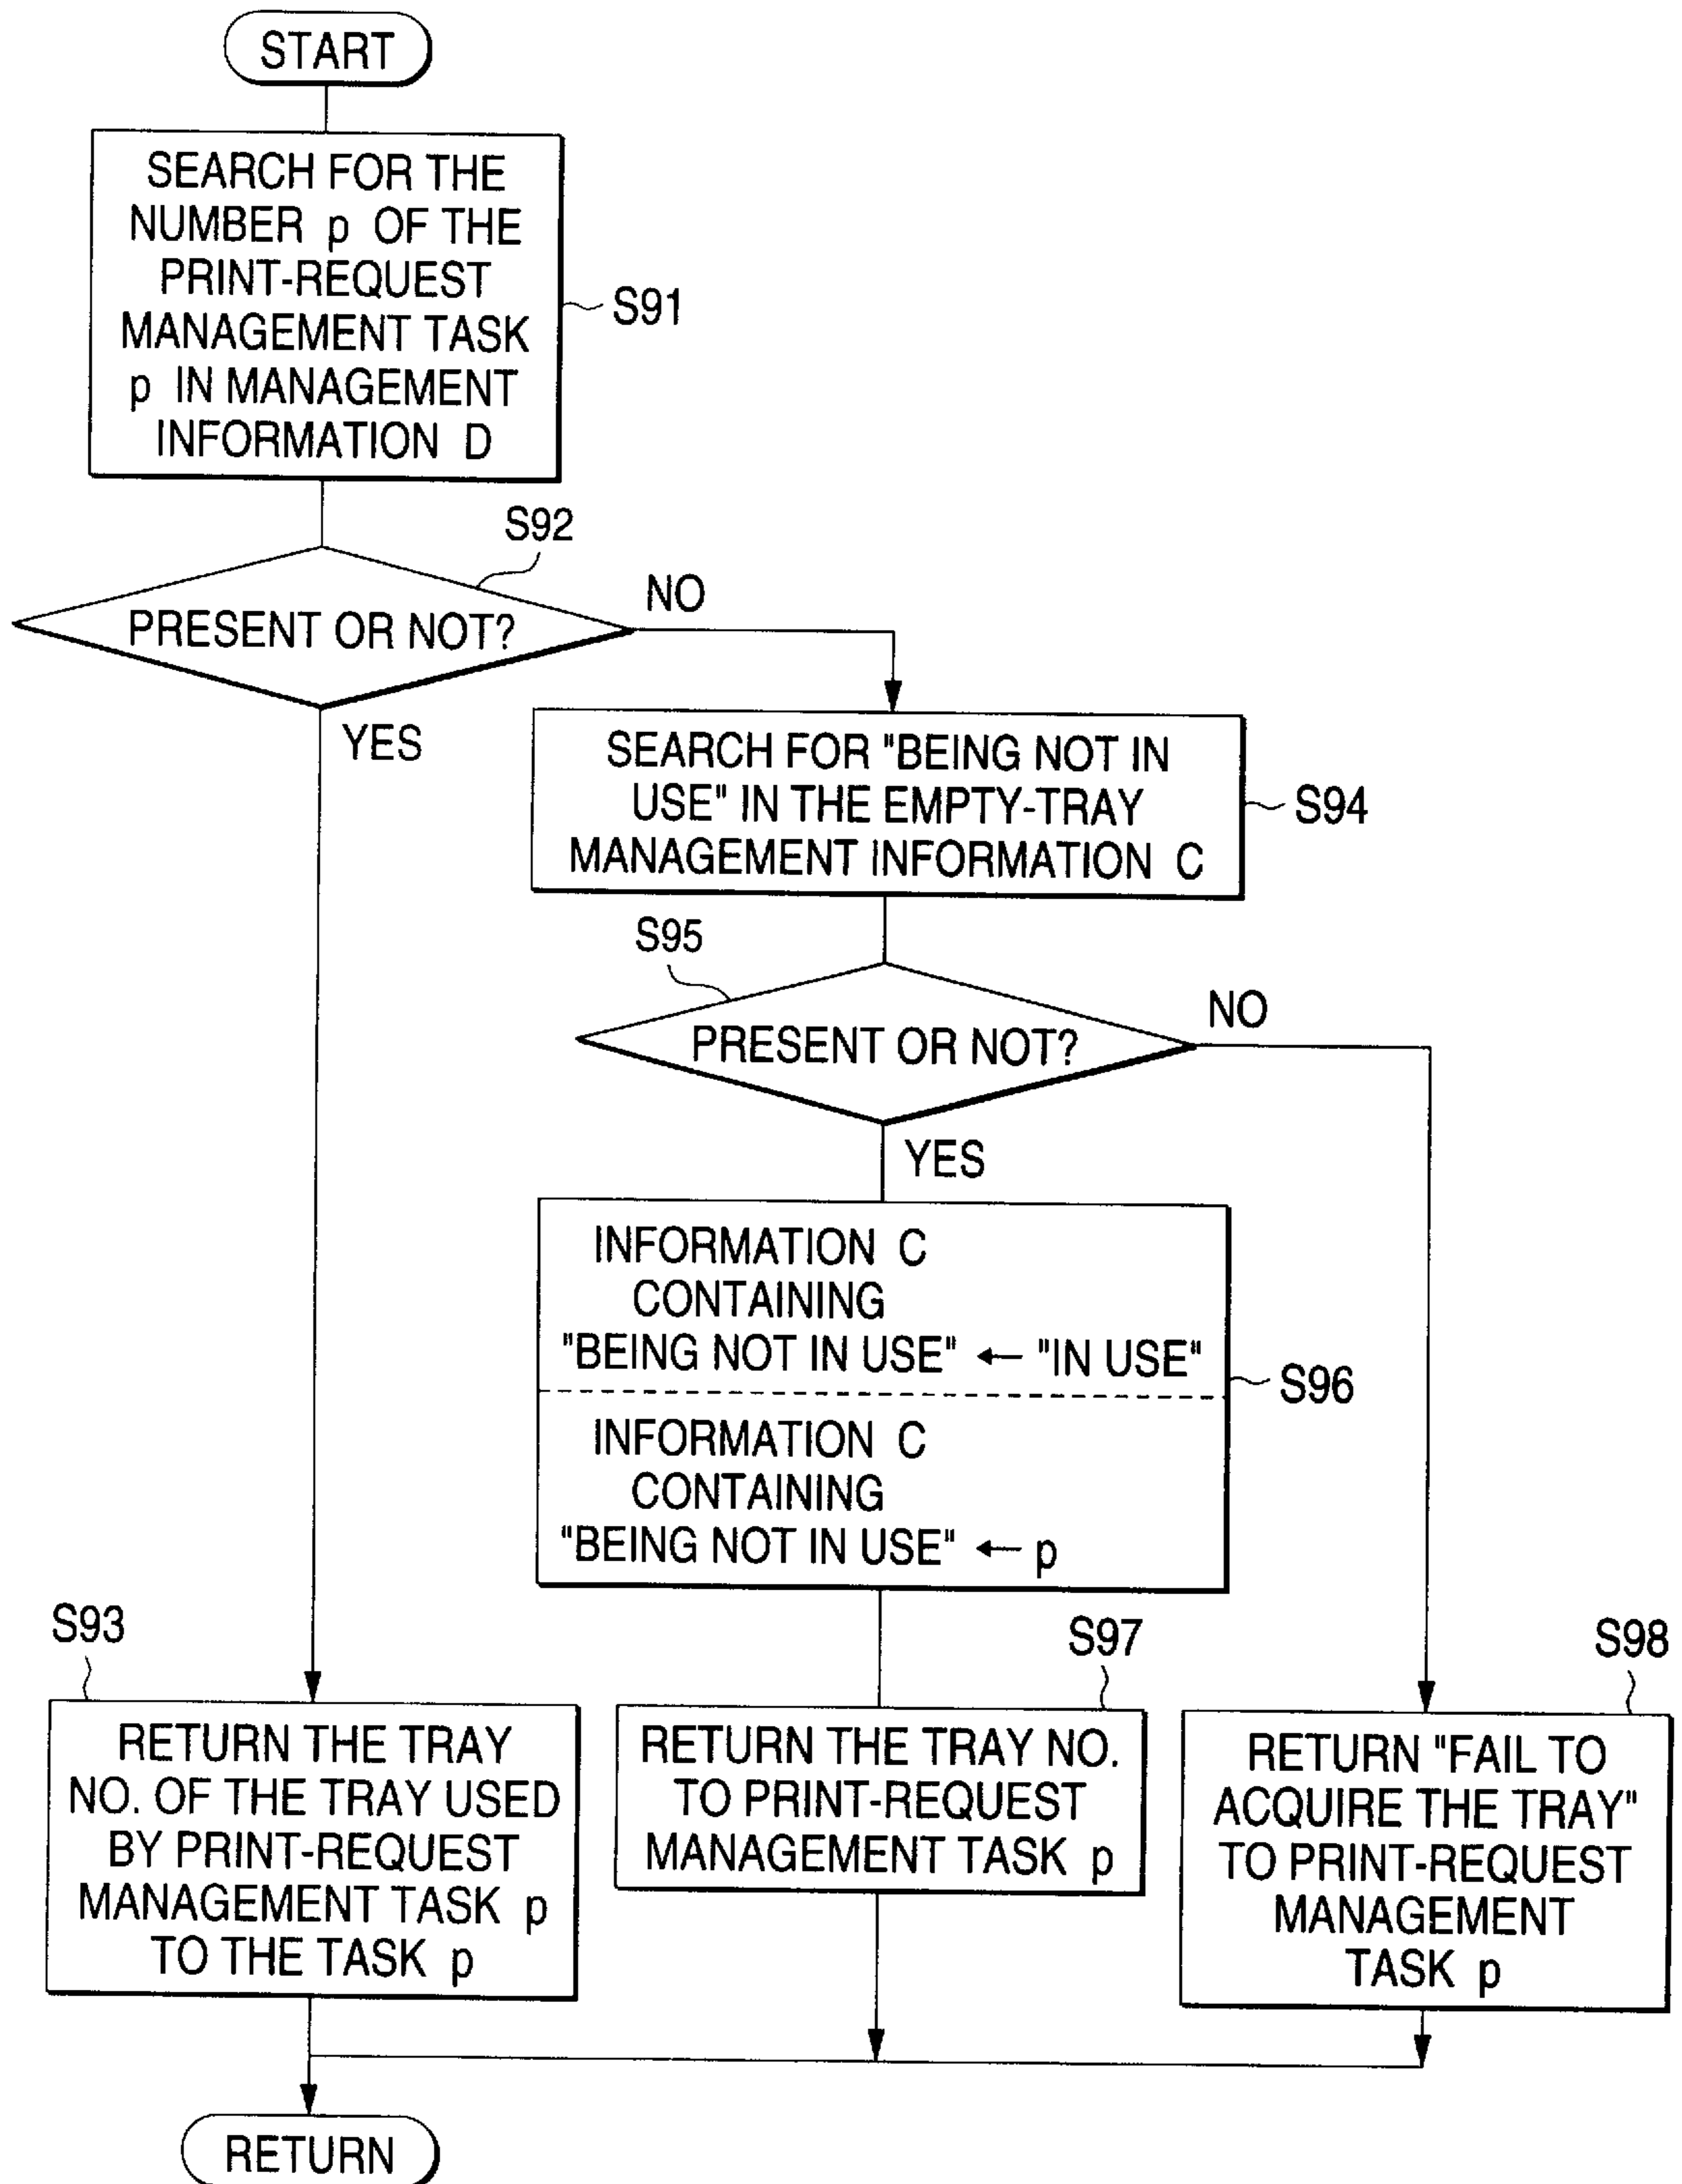 START
SEARCH FOR THE
NUMBER p OF THE
PRINT-REQUEST
MANAGEMENT TASK
p IN MANAGEMENT
INFORMATION D
S91
S92
PRESENT OR NOT?
NO
YES
SEARCH FOR "BEING NOT IN
USE" IN THE EMPTY-TRAY
MANAGEMENT INFORMATION C
S94
S95
PRESENT OR NOT?
NO
YES
INFORMATION C
CONTAINING
"BEING NOT IN USE" ← "IN USE"
INFORMATION C
CONTAINING
"BEING NOT IN USE" ← p
S96
S93
RETURN THE TRAY
NO. OF THE TRAY USED
BY PRINT-REQUEST
MANAGEMENT TASK p
TO THE TASK p
S97
RETURN THE TRAY NO.
TO PRINT-REQUEST
MANAGEMENT TASK p
S98
RETURN "FAIL TO
ACQUIRE THE TRAY"
TO PRINT-REQUEST
MANAGEMENT
TASK p
RETURN